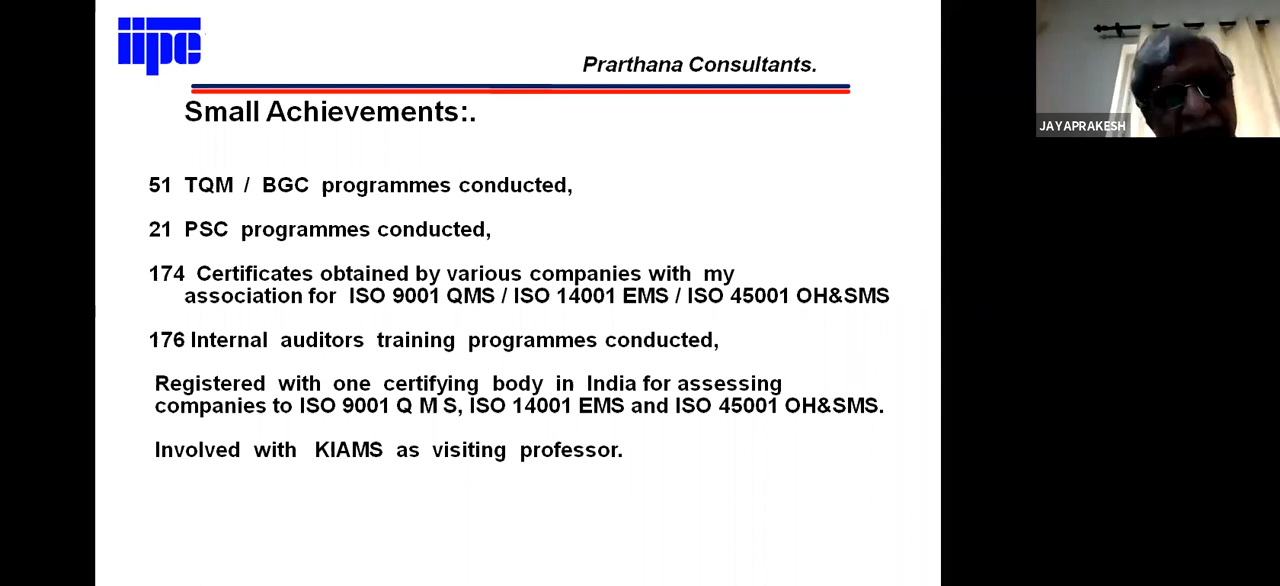 iipc
Prarthana Consultants.
Small Achievements:.
51 TQM / BGC programmes conducted,
21 PSC programmes conducted,
174 Certificates obtained by various companies with my
association for ISO 9001 QMS / ISO 14001 EMS / ISO 45001 OH&SMS
176 Internal auditors training programmes conducted,
Registered with one certifying body in India for assessing
companies to ISO 9001 Q M S, ISO 14001 EMS and ISO 45001 OH&SMS.
Involved with KIAMS as visiting professor.
JAYAPRAKESH